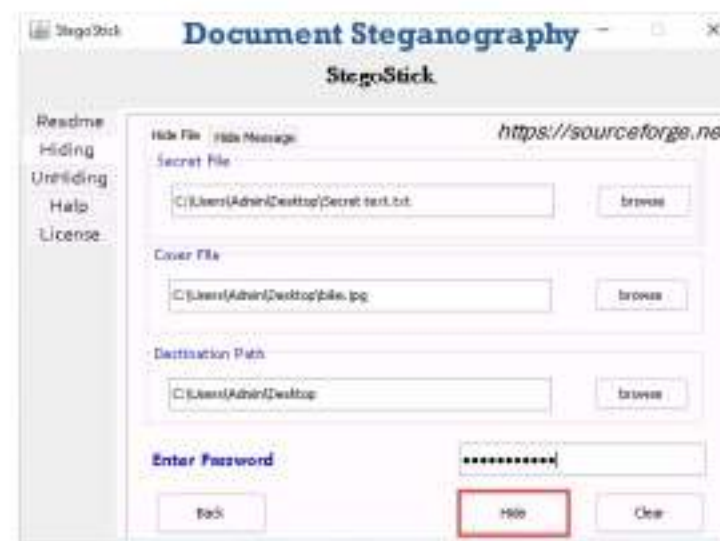 StegoStick
Document Steganography
StegoStick
Readme
Hiding
UnHiding
Help
License
https://sourceforge.ne
Hide File Hide Message
Secret File
C:\Users\Admin\Desktop\Secret text.txt
browse
Cover File
C:\Users\Admin\Desktop\bike.jpg
browse
Destination Path
C:\Users\Admin\Desktop
browse
Enter Password
Back
Hide
Clear